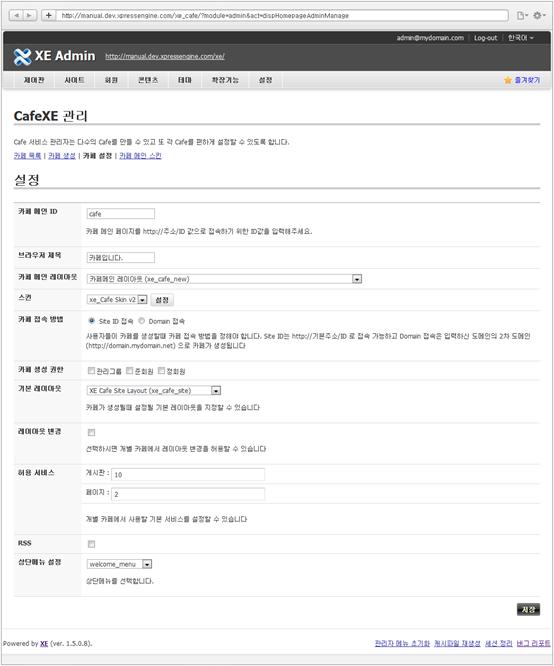 http://manual.dev.xpressengine.com/xe_cafe/?module=admin&act=dispHomepageAdminManage
admin@mydomain.com | Log-out | 한국어
XE Admin http://manual.dev.xpressengine.com/xe/
제어판 사이트 회원 콘텐츠 테마 확장기능 설정 즐겨찾기
CafeXE 관리
Cafe 서비스 관리자는 다수의 Cafe를 만들 수 있고 또 각 Cafe를 편하게 설정할 수 있도록 합니다.
카페 목록 | 카페 생성 | 카페 설정 | 카페 메인 스킨
설정
카페 메인 ID cafe
카페 메인 페이지를 http://주소/ID 값으로 접속하기 위한 ID값을 입력해주세요.
브라우저 제목 카페입니다.
카페 메인 레이아웃 카페메인 레이아웃 (xe_cafe_new)
스킨 xe_Cafe Skin v2 설정
카페 접속 방법 Site ID 접속 Domain 접속
사용자들이 카페를 생성할때 카페 접속 방법을 정해야 합니다. Site ID는 http://기본주소/ID 로 접속 가능하고 Domain 접속은 입력하신 도메인의 2차 도메인
(http://domain.mydomain.net) 으로 카페가 생성됩니다
카페 생성 권한 관리그룹 준회원 정회원
기본 레이아웃 XE Cafe Site Layout (xe_cafe_site)
카페가 생성될때 설정될 기본 레이아웃을 지정할 수 있습니다
레이아웃 변경
선택하시면 개별 카페에서 레이아웃 변경을 허용할 수 있습니다
허용 서비스 게시판 : 10
페이지 : 2
개별 카페에서 사용할 기본 서비스를 설정할 수 있습니다
RSS
상단메뉴 설정 welcome_menu
상단메뉴를 선택합니다.
저장
Powered by XE (ver. 1.5.0.8). 관리자 메뉴 초기화 캐시파일 재생성 세션 정리 버그 리포트